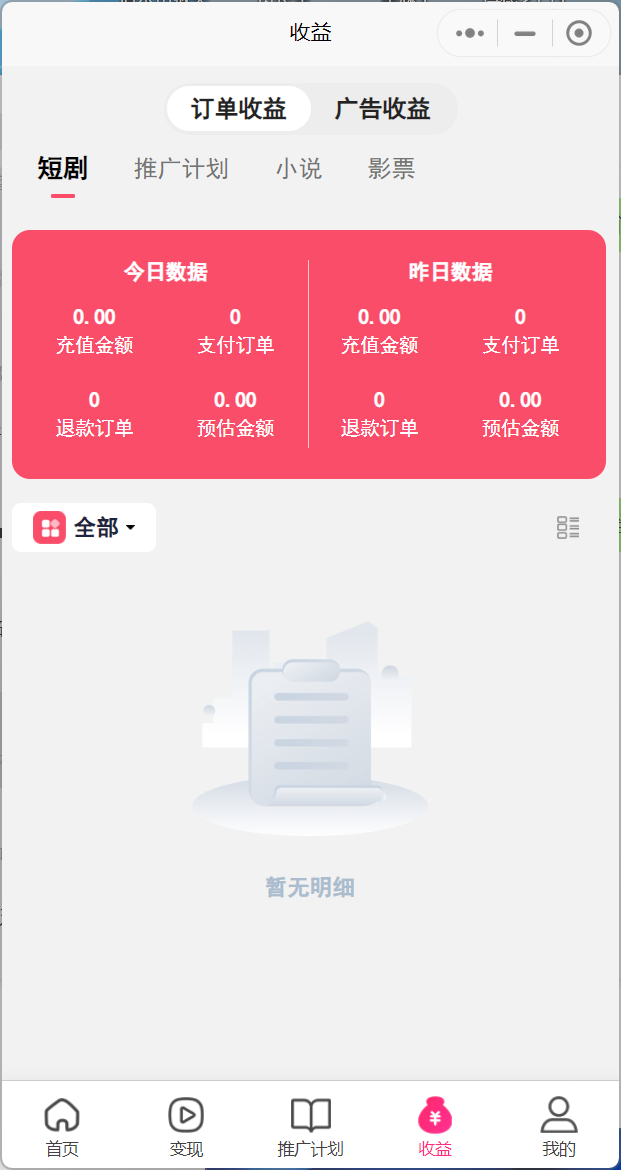 收益
订单收益 广告收益
短剧 推广计划 小说 影票
今日数据 昨日数据
0.00 0 0.00 0
充值金额 支付订单 充值金额 支付订单
0 0.00 0 0.00
退款订单 预估金额 退款订单 预估金额
全部
暂无明细
首页 变现 推广计划 收益 我的